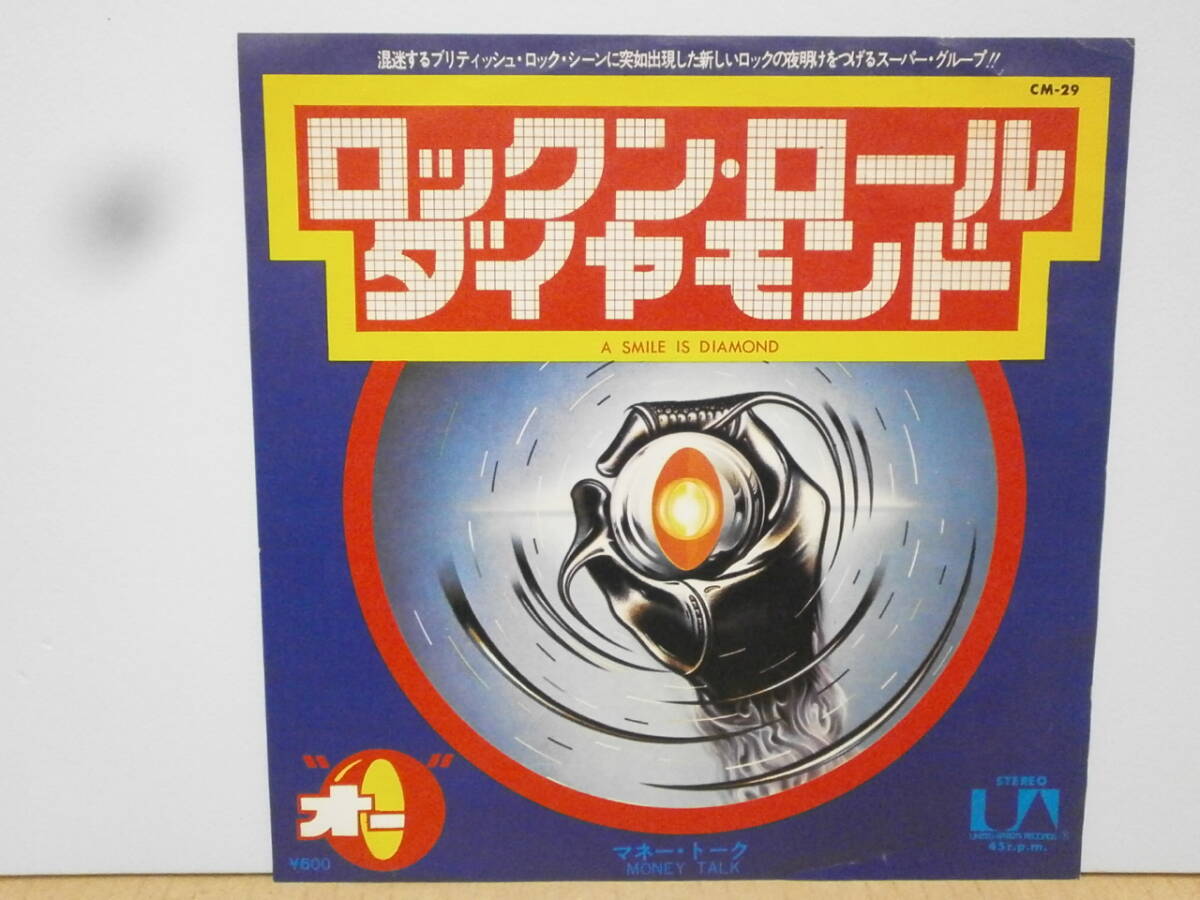 混迷するブリティッシュ・ロック・シーンに突如出現した新しいロックの夜明けをつげるスーパー・グループ!!
CM-29
ロックン・ロール
ダイヤモンド
A SMILE IS DIAMOND
"オー"
¥500
マネー・トーク
MONEY TALK
STEREO
UA
UNITED ARTISTS RECORDS
45r.p.m.